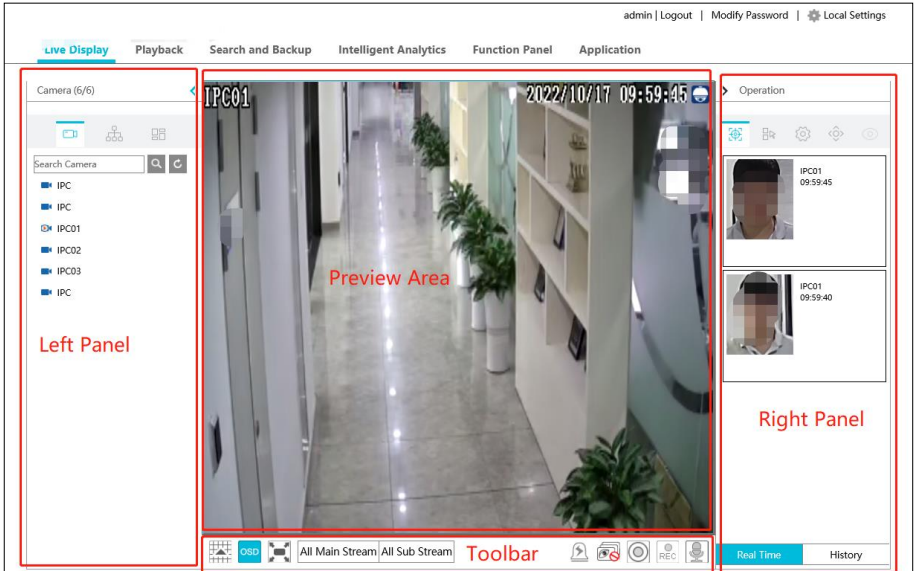 admin | Logout | Modify Password | Local Settings
Live Display Playback Search and Backup Intelligent Analytics Function Panel Application
Camera (6/6)
Search Camera
IPC
IPC
IPC01
IPC02
IPC03
IPC
Left Panel
IPC01 2022/10/17 09:59:45
Preview Area
OSD All Main Stream All Sub Stream Toolbar REC
Operation
IPC01
09:59:45
IPC01
09:59:40
Right Panel
Real Time History